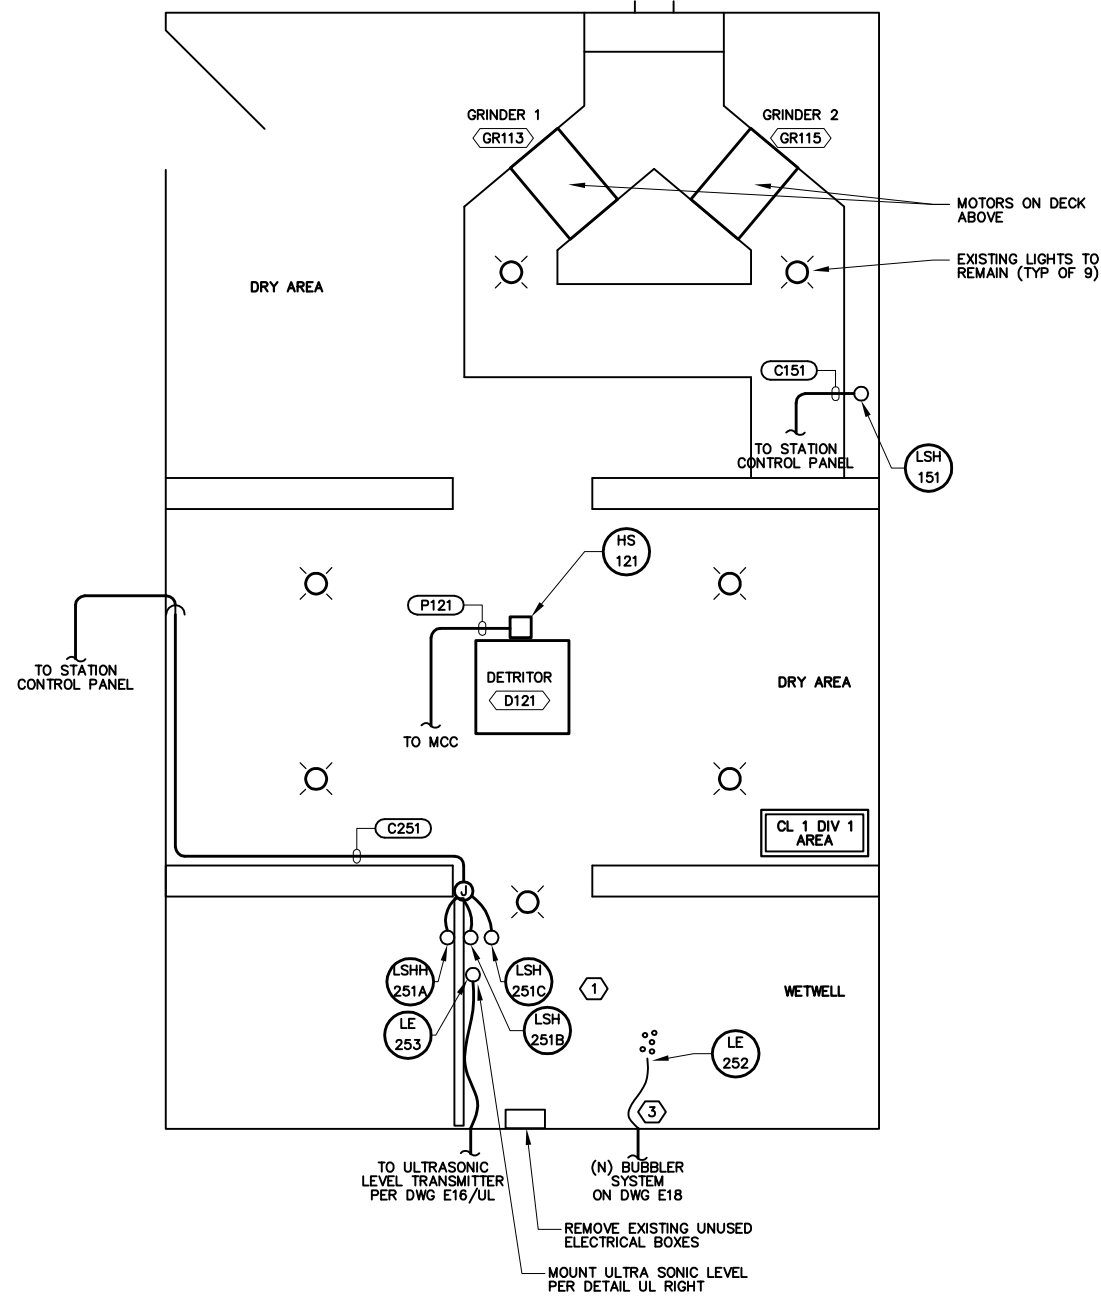 GRINDER 1
GR113
GRINDER 2
GR115
MOTORS ON DECK
ABOVE
EXISTING LIGHTS TO
REMAIN (TYP OF 9)
DRY AREA
C151
TO STATION
CONTROL PANEL
LSH
151
HS
121
P121
TO STATION
CONTROL PANEL
DETRITOR
D121
DRY AREA
TO MCC
C251
CL 1 DIV 1
AREA
J
LSHH
251A
LSH
251C
1
WETWELL
LE
253
LSH
251B
LE
252
3
TO ULTRASONIC
LEVEL TRANSMITTER
PER DWG E16/UL
(N) BUBBLER
SYSTEM
ON DWG E18
REMOVE EXISTING UNUSED
ELECTRICAL BOXES
MOUNT ULTRA SONIC LEVEL
PER DETAIL UL RIGHT